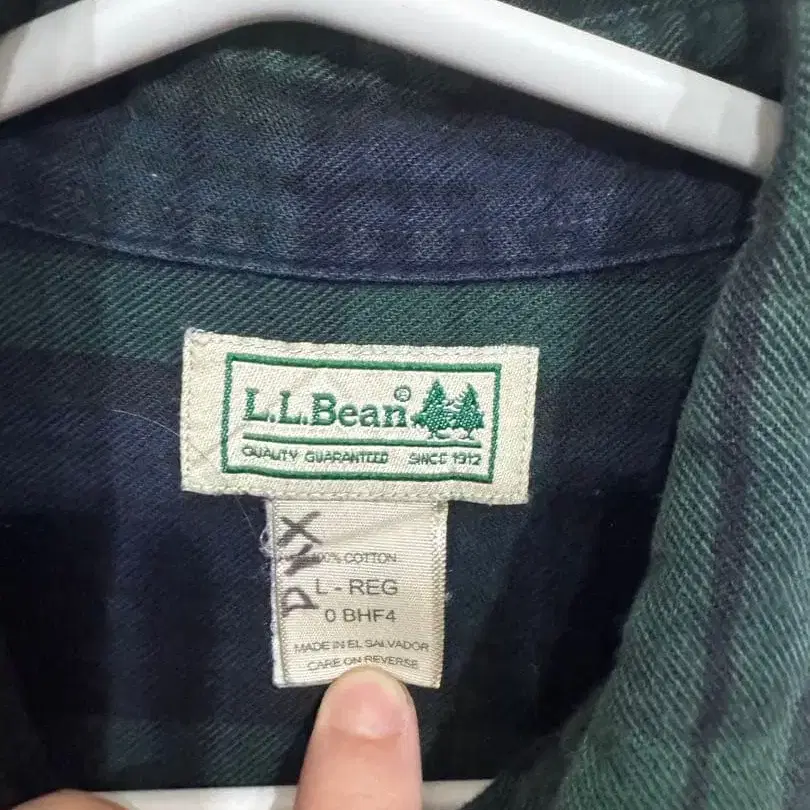 L.L.Bean®
QUALITY GUARANTEED SINCE 1912
100% COTTON
L - REG
0 BHF4
MADE IN EL SALVADOR
CARE ON REVERSE